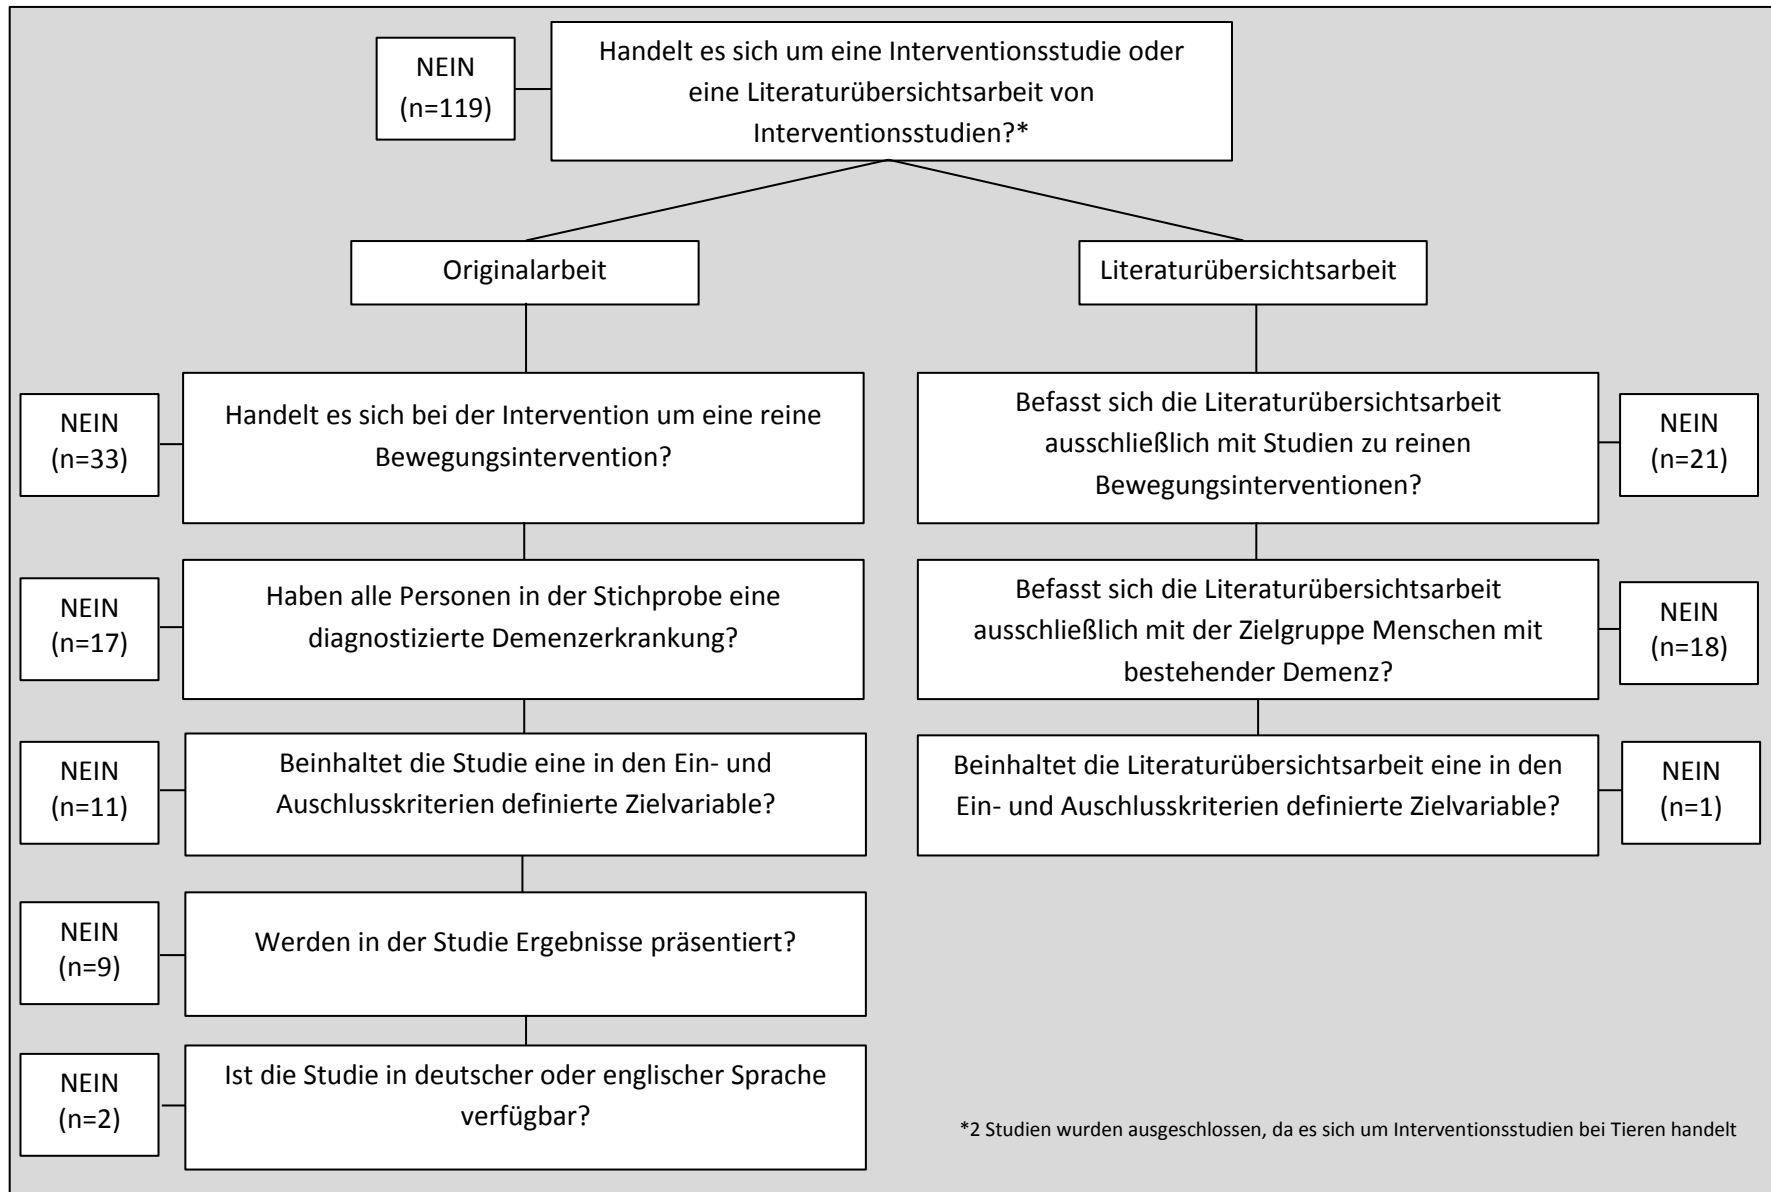 NEIN
(n=119)
Handelt es sich um eine Interventionsstudie oder
eine Literaturübersichtsarbeit von
Interventionsstudien?*
Originalarbeit
Literaturübersichtsarbeit
NEIN
(n=33)
Handelt es sich bei der Intervention um eine reine
Bewegungsintervention?
Befasst sich die Literaturübersichtsarbeit
ausschließlich mit Studien zu reinen
Bewegungsinterventionen?
NEIN
(n=21)
NEIN
(n=17)
Haben alle Personen in der Stichprobe eine
diagnostizierte Demenzerkrankung?
Befasst sich die Literaturübersichtsarbeit
ausschließlich mit der Zielgruppe Menschen mit
bestehender Demenz?
NEIN
(n=18)
NEIN
(n=11)
Beinhaltet die Studie eine in den Ein- und
Auschlusskriterien definierte Zielvariable?
Beinhaltet die Literaturübersichtsarbeit eine in den
Ein- und Auschlusskriterien definierte Zielvariable?
NEIN
(n=1)
NEIN
(n=9)
Werden in der Studie Ergebnisse präsentiert?
NEIN
(n=2)
Ist die Studie in deutscher oder englischer Sprache
verfügbar?
*2 Studien wurden ausgeschlossen, da es sich um Interventionsstudien bei Tieren handelt